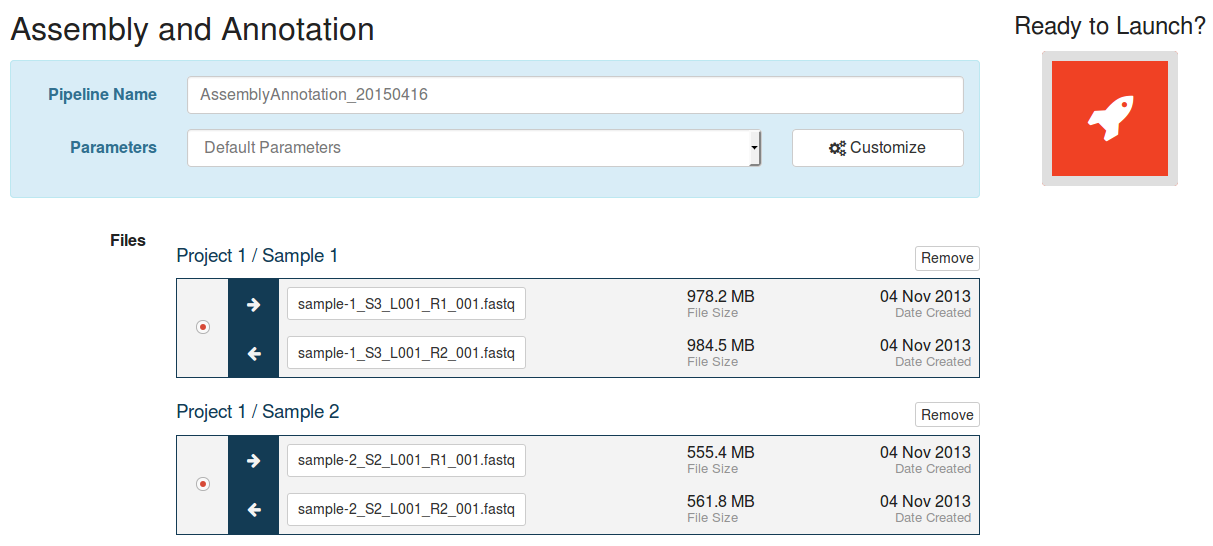 Assembly and Annotation
Ready to Launch?
Pipeline Name
AssemblyAnnotation_20150416
Parameters
Default Parameters
Customize
Files
Project 1 / Sample 1
Remove
sample-1_S3_L001_R1_001.fastq
978.2 MB
File Size
04 Nov 2013
Date Created
sample-1_S3_L001_R2_001.fastq
984.5 MB
File Size
04 Nov 2013
Date Created
Project 1 / Sample 2
Remove
sample-2_S2_L001_R1_001.fastq
555.4 MB
File Size
04 Nov 2013
Date Created
sample-2_S2_L001_R2_001.fastq
561.8 MB
File Size
04 Nov 2013
Date Created